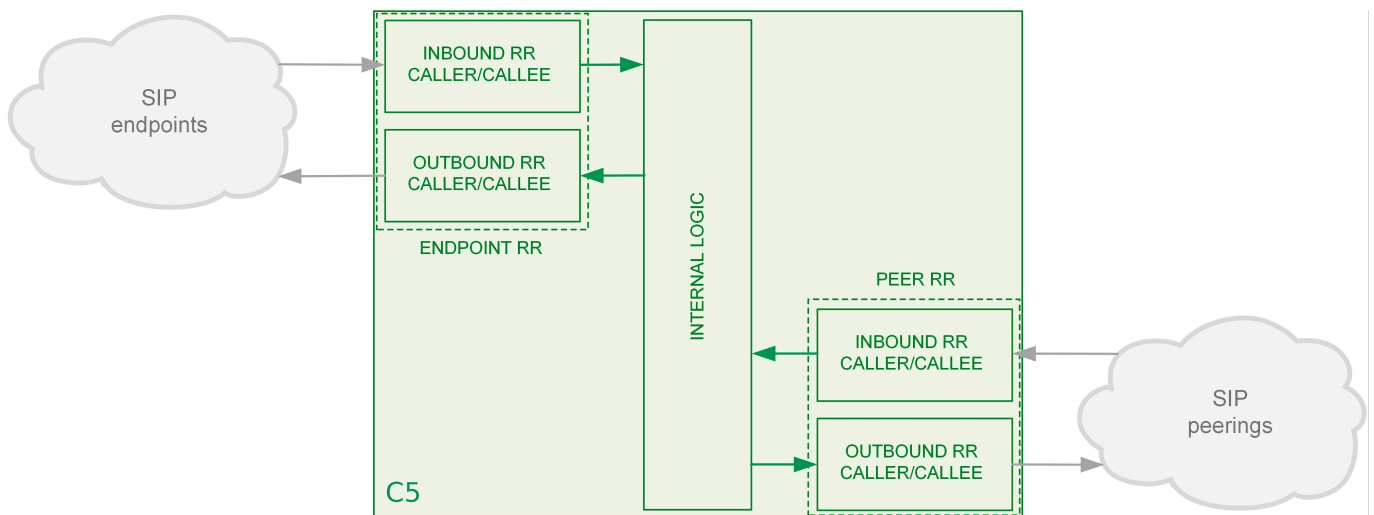 SIP
endpoints
INBOUND RR
CALLER/CALLEE
OUTBOUND RR
CALLER/CALLEE
ENDPOINT RR
INTERNAL LOGIC
PEER RR
INBOUND RR
CALLER/CALLEE
OUTBOUND RR
CALLER/CALLEE
SIP
peerings
C5